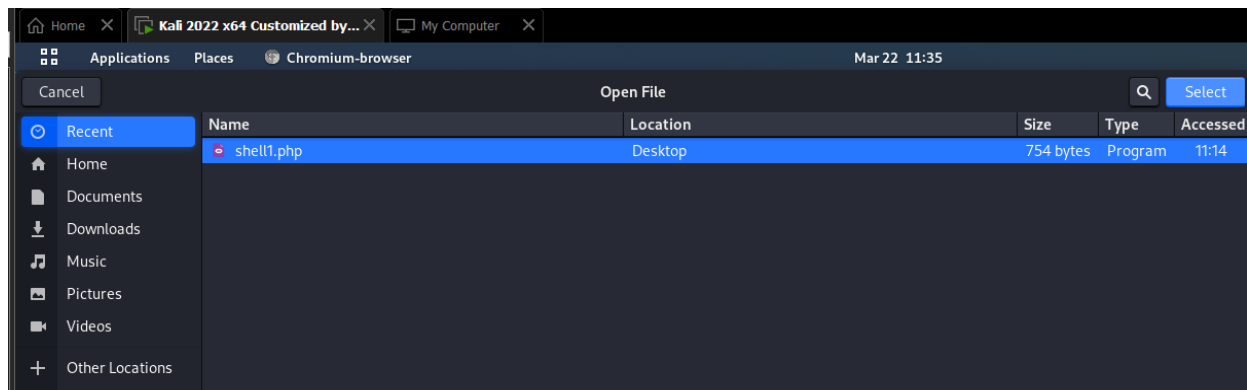 Home Kali 2022 x64 Customized by... My Computer
Applications Places Chromium-browser Mar 22 11:35
Cancel Open File Select
Recent Name Location Size Type Accessed
shell1.php Desktop 754 bytes Program 11:14
Home
Documents
Downloads
Music
Pictures
Videos
Other Locations